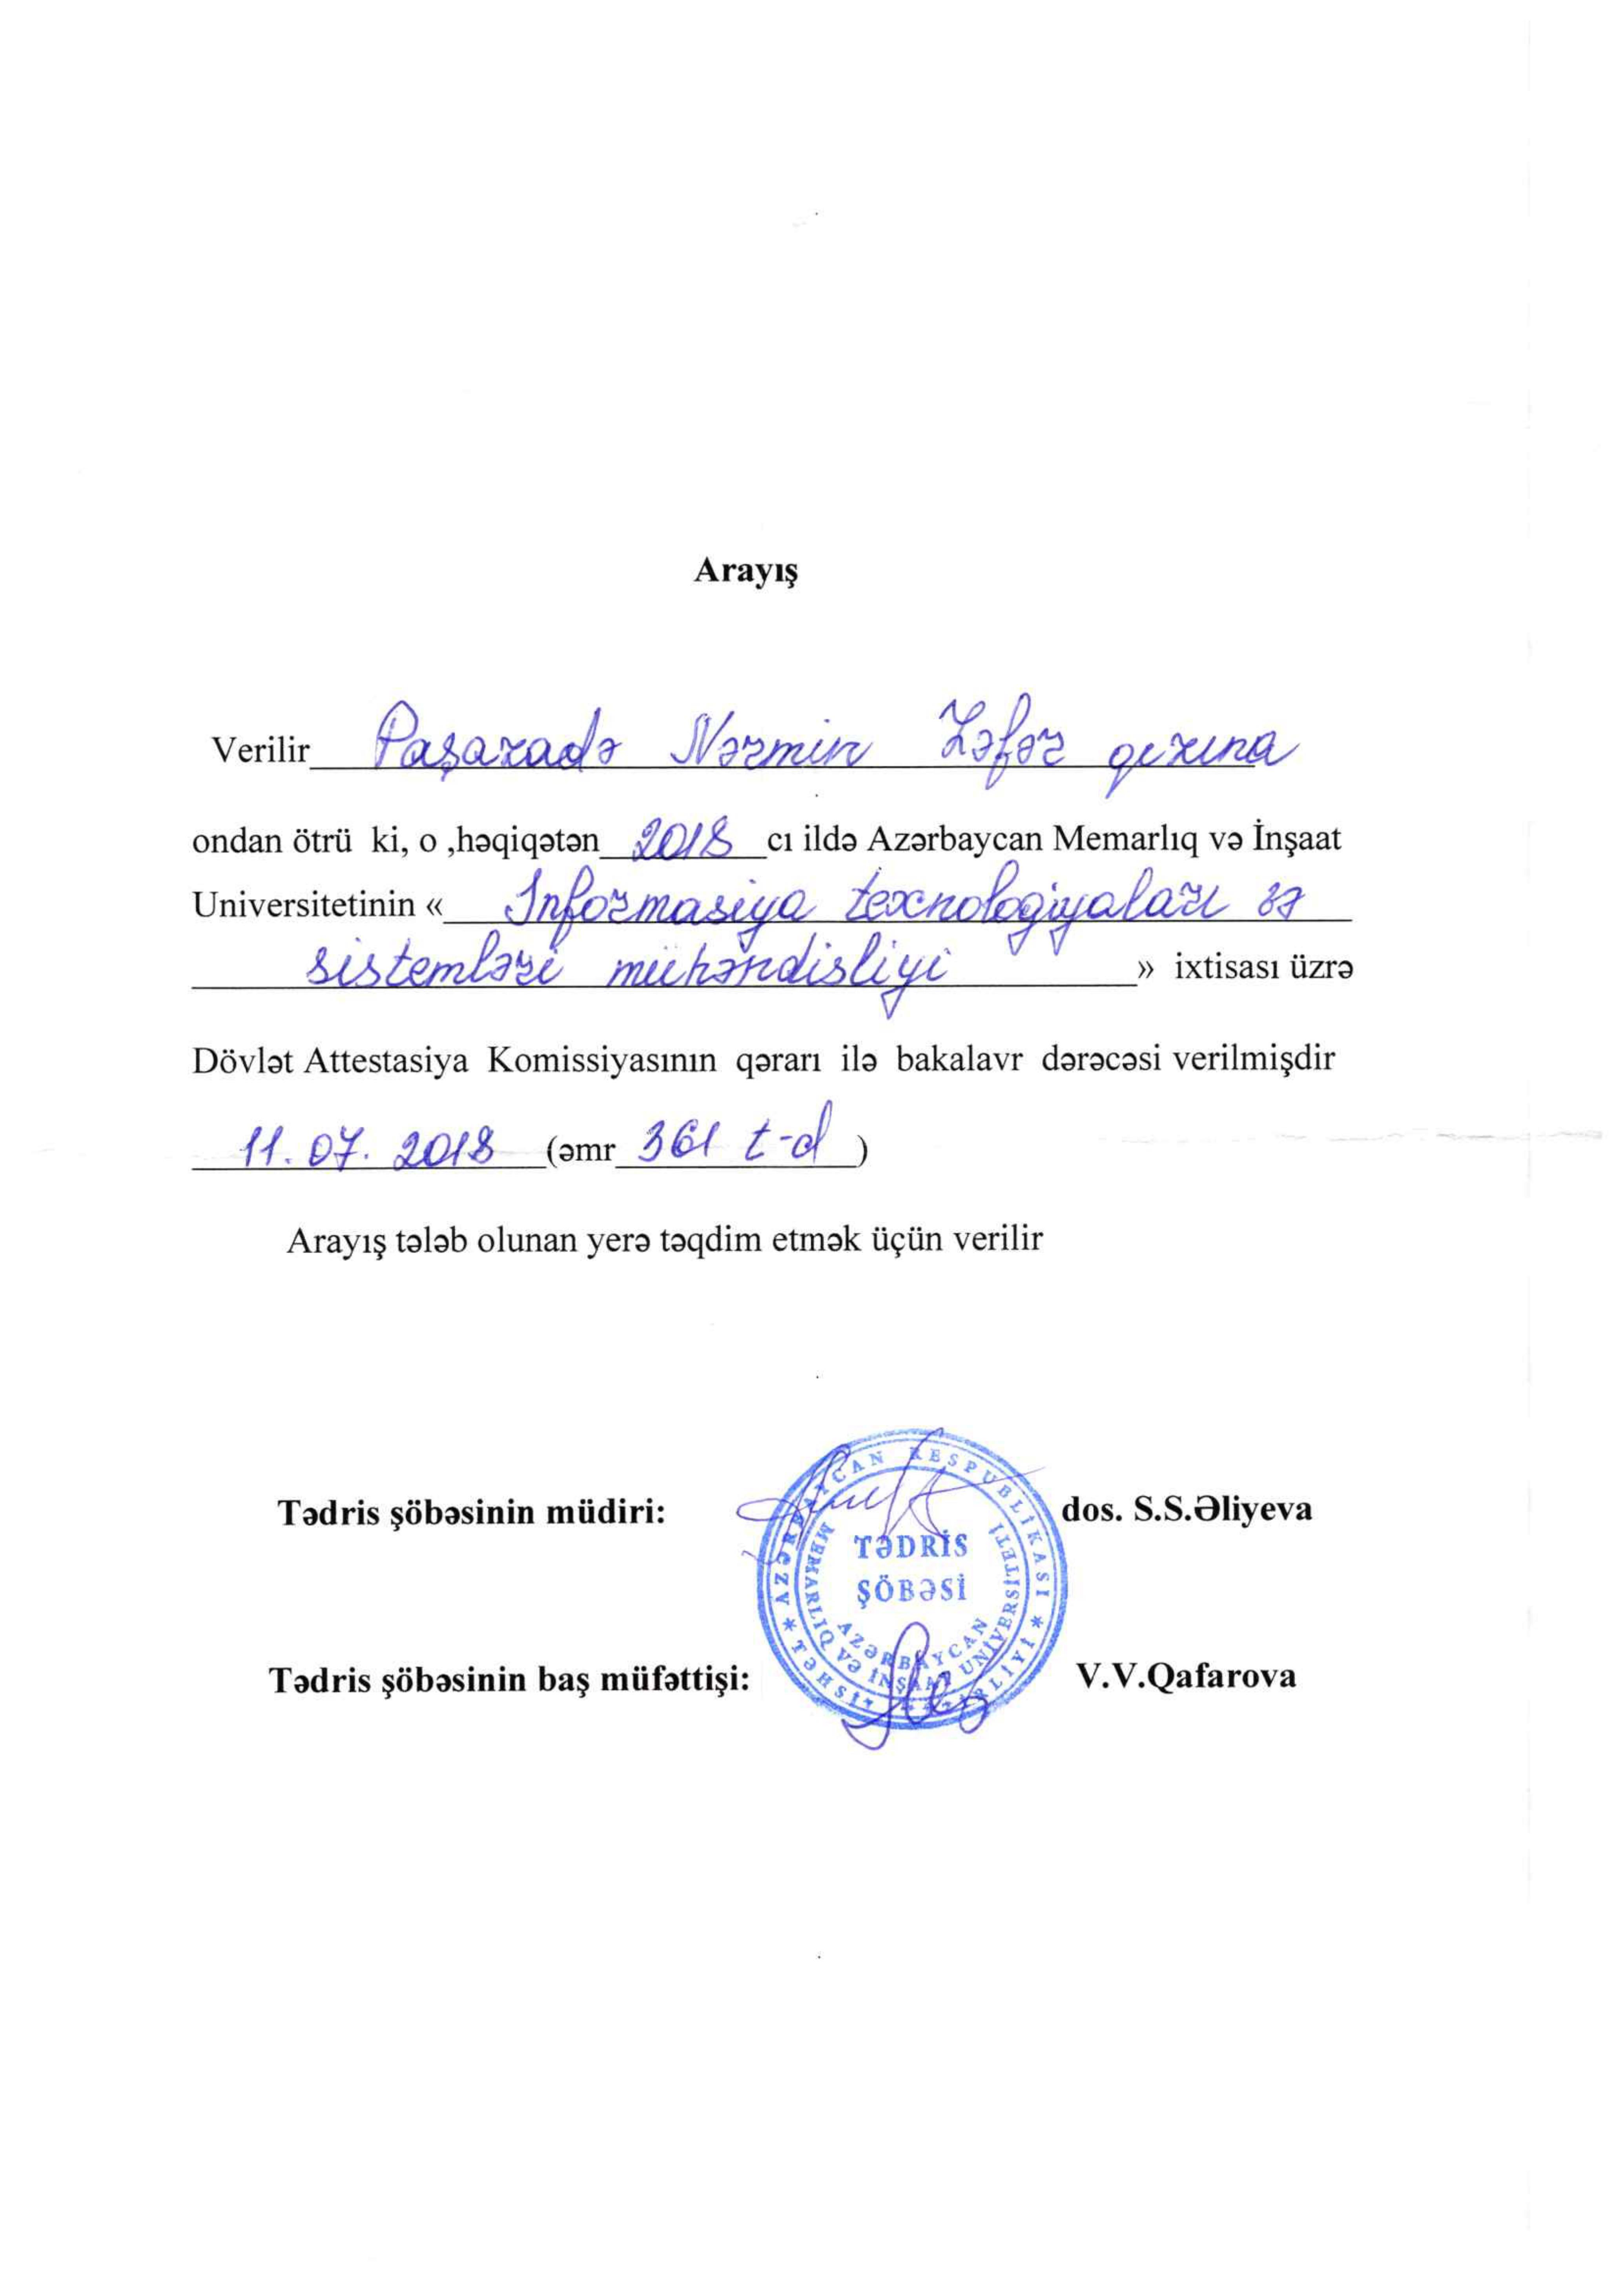 Arayış
Verilir Paşazadə Nərmin Zəfər qızına
ondan ötrü ki, o ,həqiqətən 2018 cı ildə Azərbaycan Memarlıq və İnşaat
Universitetinin « İnformasiya texnologiyaları və
sistemləri mühəndisliyi » ixtisası üzrə
Dövlət Attestasiya Komissiyasının qərarı ilə bakalavr dərəcəsi verilmişdir
11.07.2018 (əmr 361 t-d )
Arayış tələb olunan yerə təqdim etmək üçün verilir
Tədris şöbəsinin müdiri: dos. S.S.Əliyeva
Tədris şöbəsinin baş müfəttişi: V.V.Qafarova
AZƏRBAYCAN RESPUBLİKASI * TƏHSİL NAZİRLİYİ *
AZƏRBAYCAN MEMARLIQ VƏ İNŞAAT UNİVERSİTETİ
TƏDRİS
ŞÖBƏSİ